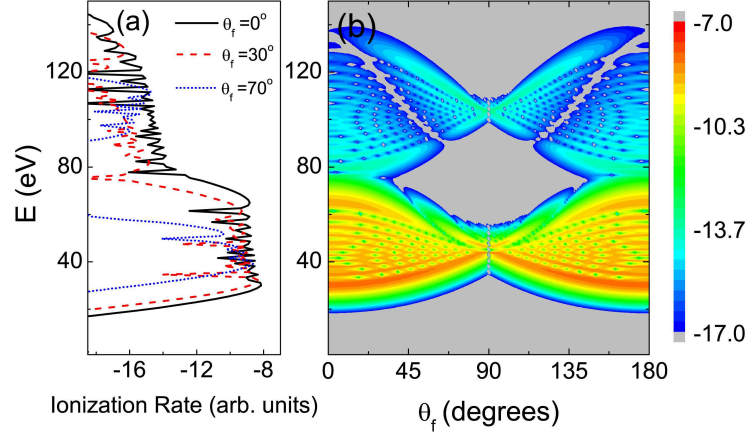 (a)
θf=0°
θf=30°
θf=70°
(b)
120
80
40
E (eV)
-16
-12
-8
Ionization Rate (arb. units)
120
80
40
0
45
90
135
180
θf (degrees)
-7.0
-10.3
-13.7
-17.0